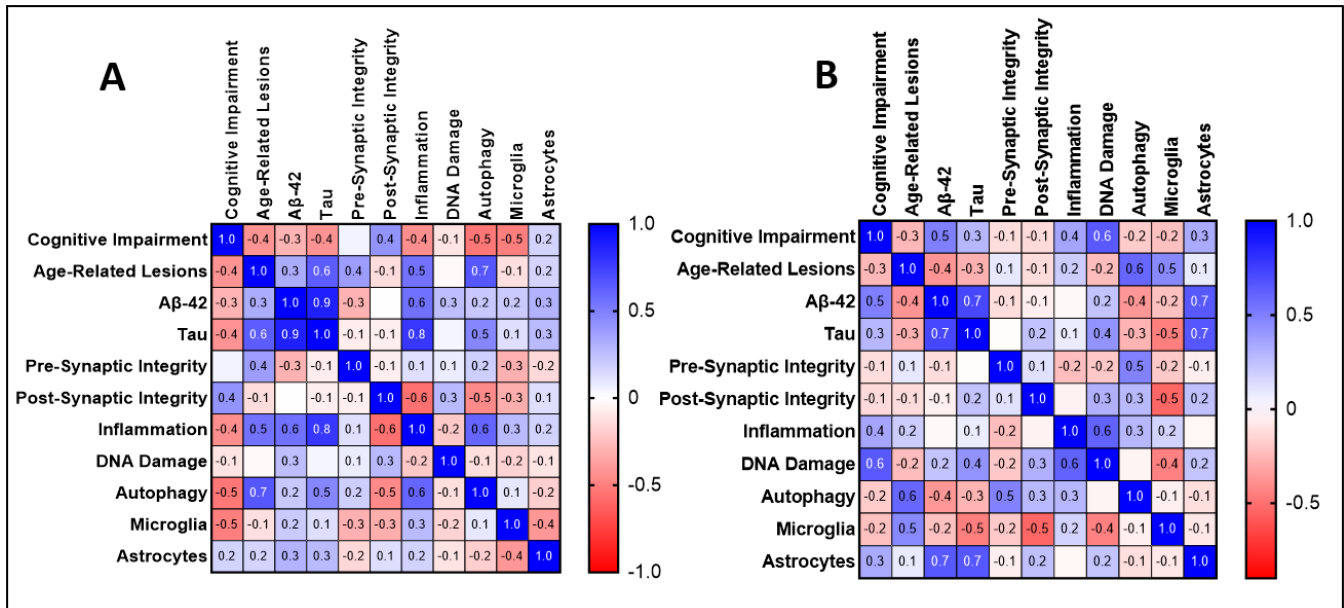 A
Cognitive Impairment
Age-Related Lesions
Aβ-42
Tau
Pre-Synaptic Integrity
Post-Synaptic Integrity
Inflammation
DNA Damage
Autophagy
Microglia
Astrocytes
Cognitive Impairment 1.0 -0.4 -0.3 -0.4 0.4 -0.4 -0.1 -0.5 -0.5 0.2
Age-Related Lesions -0.4 1.0 0.3 0.6 0.4 -0.1 0.5 0.7 -0.1 0.2
Aβ-42 -0.3 0.3 1.0 0.9 -0.3 0.6 0.3 0.2 0.2 0.3
Tau -0.4 0.6 0.9 1.0 -0.1 -0.1 0.8 0.5 0.1 0.3
Pre-Synaptic Integrity 0.4 -0.3 -0.1 1.0 -0.1 0.1 0.1 0.2 -0.3 -0.2
Post-Synaptic Integrity 0.4 -0.1 -0.1 -0.1 1.0 -0.6 0.3 -0.5 -0.3 0.1
Inflammation -0.4 0.5 0.6 0.8 0.1 -0.6 1.0 -0.2 0.6 0.3 0.2
DNA Damage -0.1 0.3 0.1 0.3 -0.2 1.0 -0.1 -0.2 -0.1
Autophagy -0.5 0.7 0.2 0.5 0.2 -0.5 0.6 -0.1 1.0 0.1 -0.2
Microglia -0.5 -0.1 0.2 0.1 -0.3 -0.3 0.3 -0.2 0.1 1.0 -0.4
Astrocytes 0.2 0.2 0.3 0.3 -0.2 0.1 0.2 -0.1 -0.2 -0.4 1.0
1.0
0.5
0
-0.5
-1.0
B
Cognitive Impairment
Age-Related Lesions
Aβ-42
Tau
Pre-Synaptic Integrity
Post-Synaptic Integrity
Inflammation
DNA Damage
Autophagy
Microglia
Astrocytes
Cognitive Impairment 1.0 -0.3 0.5 0.3 -0.1 -0.1 0.4 0.6 -0.2 -0.2 0.3
Age-Related Lesions -0.3 1.0 -0.4 -0.3 0.1 -0.1 0.2 -0.2 0.6 0.5 0.1
Aβ-42 0.5 -0.4 1.0 0.7 -0.1 -0.1 0.2 -0.4 -0.2 0.7
Tau 0.3 -0.3 0.7 1.0 0.2 0.1 0.4 -0.3 -0.5 0.7
Pre-Synaptic Integrity -0.1 0.1 -0.1 1.0 0.1 -0.2 -0.2 0.5 -0.2 -0.1
Post-Synaptic Integrity -0.1 -0.1 -0.1 0.2 0.1 1.0 0.3 0.3 -0.5 0.2
Inflammation 0.4 0.2 0.1 -0.2 1.0 0.6 0.3 0.2
DNA Damage 0.6 -0.2 0.2 0.4 -0.2 0.3 0.6 1.0 -0.4 0.2
Autophagy -0.2 0.6 -0.4 -0.3 0.5 0.3 0.3 1.0 -0.1 -0.1
Microglia -0.2 0.5 -0.2 -0.5 -0.2 -0.5 0.2 -0.4 -0.1 1.0 -0.1
Astrocytes 0.3 0.1 0.7 0.7 -0.1 0.2 0.2 -0.1 -0.1 1.0
1.0
0.5
0
-0.5